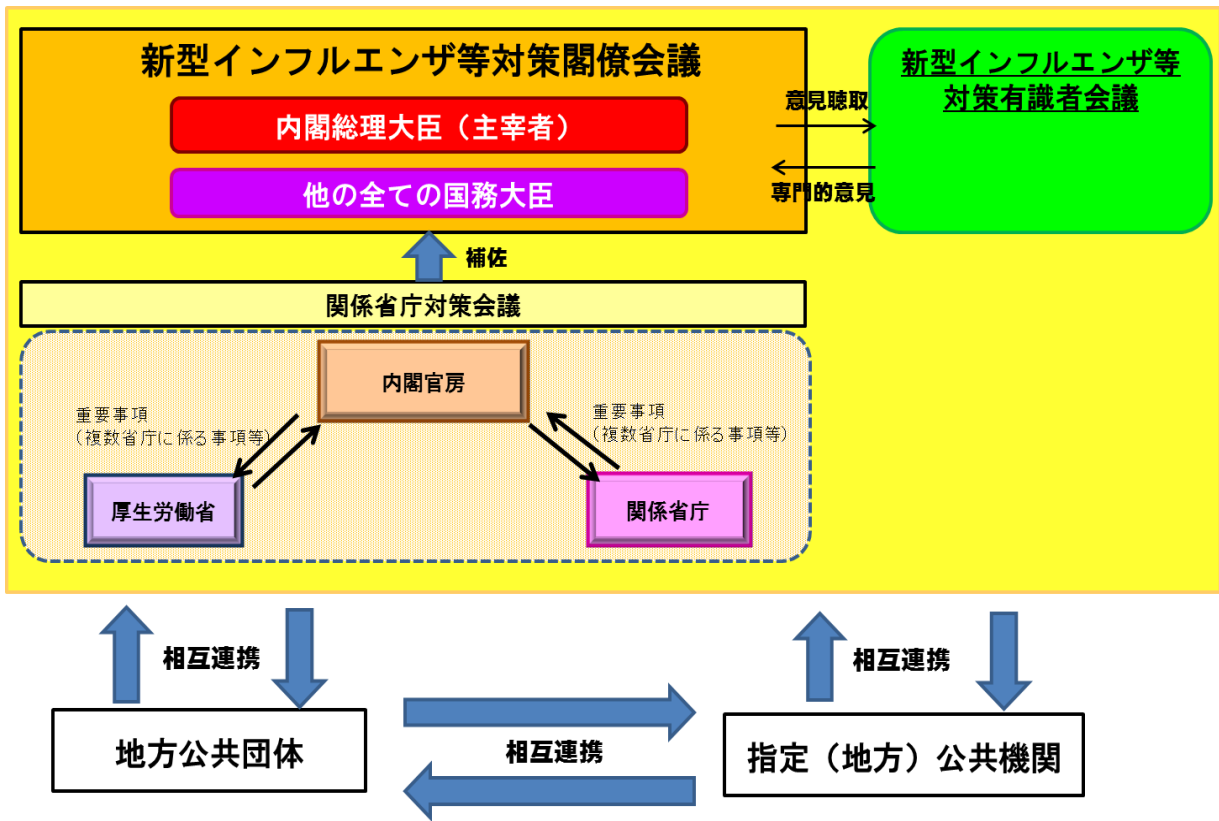 新型インフルエンザ等対策閣僚会議
内閣総理大臣（主宰者）
他の全ての国務大臣
意見聴取
専門的意見
新型インフルエンザ等
対策有識者会議
補佐
関係省庁対策会議
内閣官房
重要事項
(複数省庁に係る事項等)
重要事項
(複数省庁に係る事項等)
厚生労働省
関係省庁
相互連携
相互連携
地方公共団体
相互連携
指定（地方）公共機関